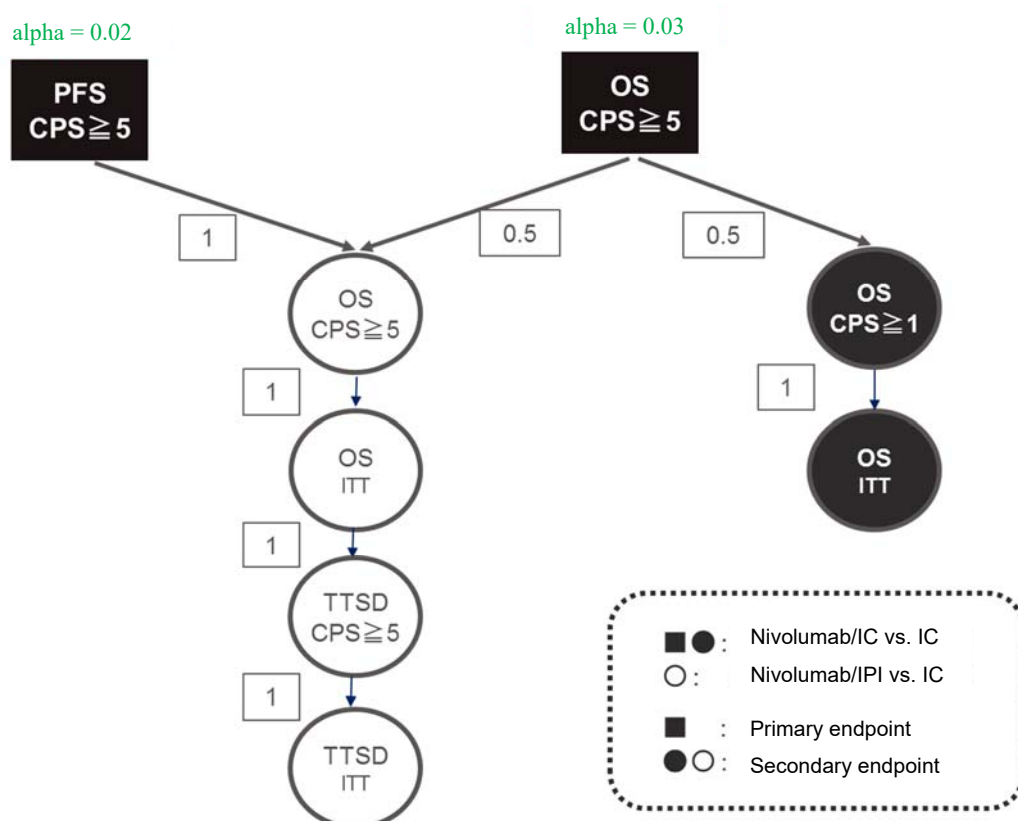 alpha = 0.02
alpha = 0.03
PFS
CPS≧5
OS
CPS≧5
1
0.5
0.5
OS
CPS≧5
OS
CPS≧1
1
1
OS
ITT
OS
ITT
1
TTSD
CPS≧5
1
TTSD
ITT
: Nivolumab/IC vs. IC
: Nivolumab/IPI vs. IC
: Primary endpoint
: Secondary endpoint